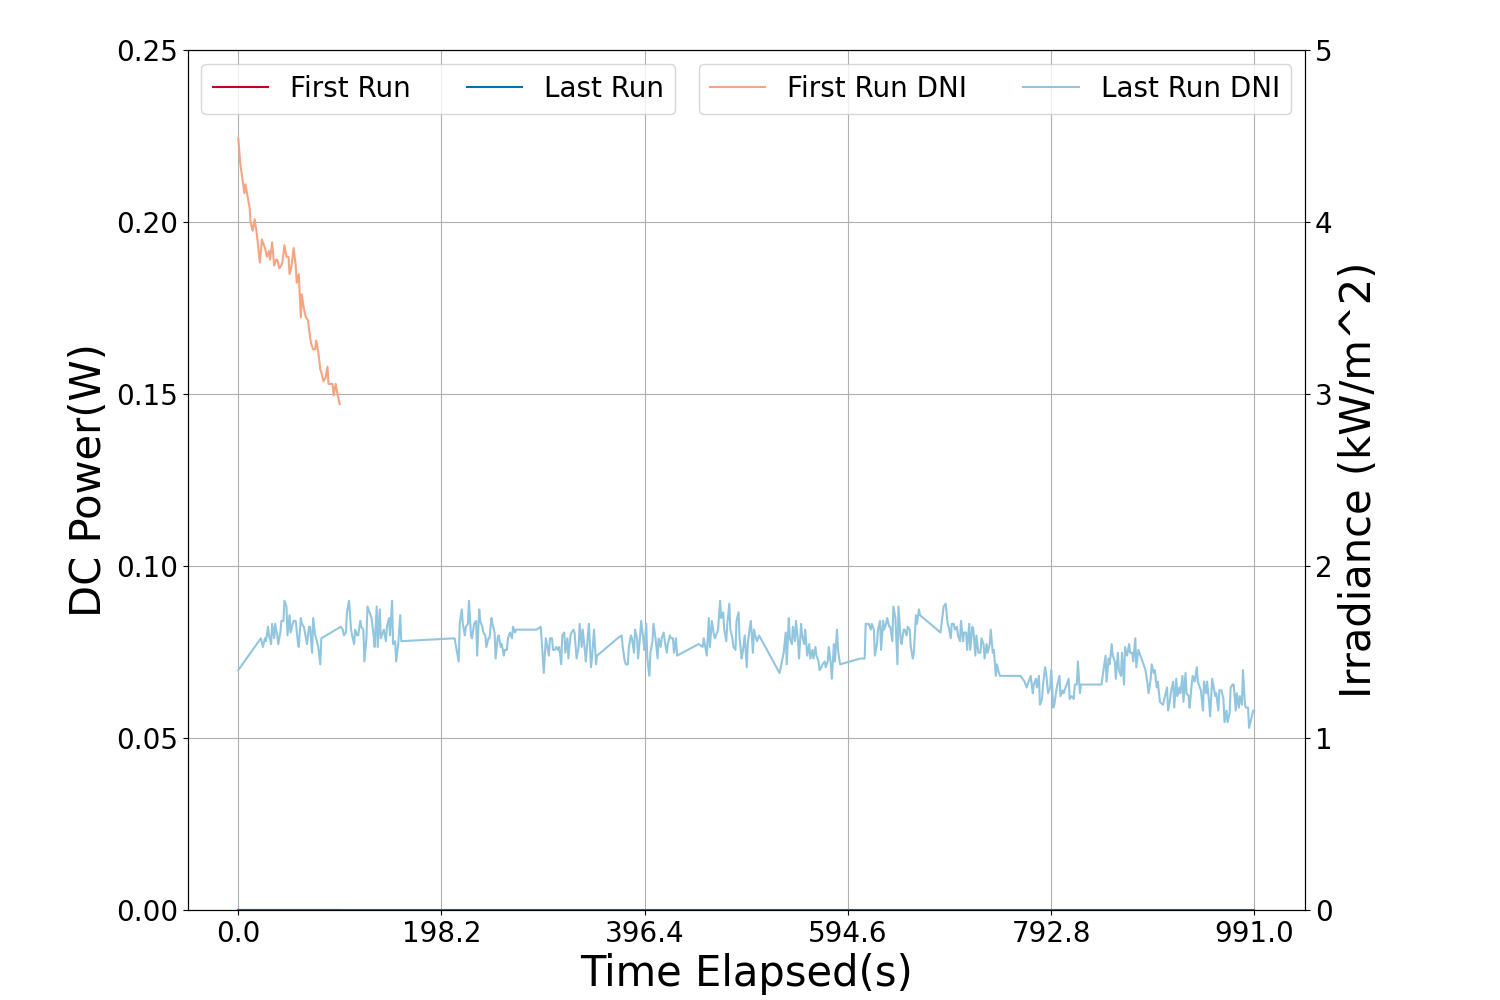 First Run Last Run First Run DNI Last Run DNI
0.25
0.20
0.15
0.10
0.05
0.00
DC Power(W)
5
4
3
2
1
0
Irradiance (kW/m^2)
0.0 198.2 396.4 594.6 792.8 991.0
Time Elapsed(s)